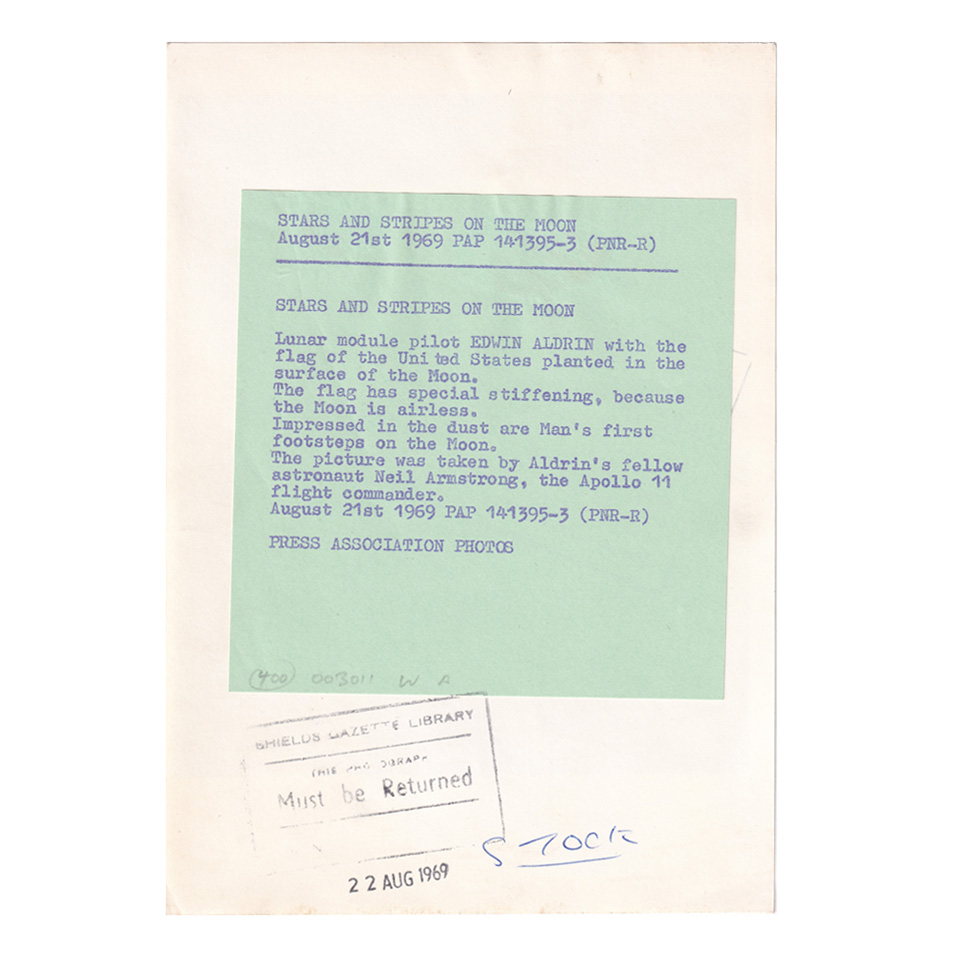 STARS AND STRIPES ON THE MOON
August 21st 1969 PAP 141395-3 (PNR-R)
STARS AND STRIPES ON THE MOON
Lunar module pilot EDWIN ALDRIN with the
flag of the United States planted in the
surface of the Moon.
The flag has special stiffening, because
the Moon is airless.
Impressed in the dust are Man's first
footsteps on the Moon.
The picture was taken by Aldrin's fellow
astronaut Neil Armstrong, the Apollo 11
flight commander.
August 21st 1969 PAP 141395-3 (PNR-R)
PRESS ASSOCIATION PHOTOS
(400) 003011 W A
SHIELDS GAZETTE LIBRARY
THIS PHOTOGRAPH
Must be Returned
STOCK
22 AUG 1969